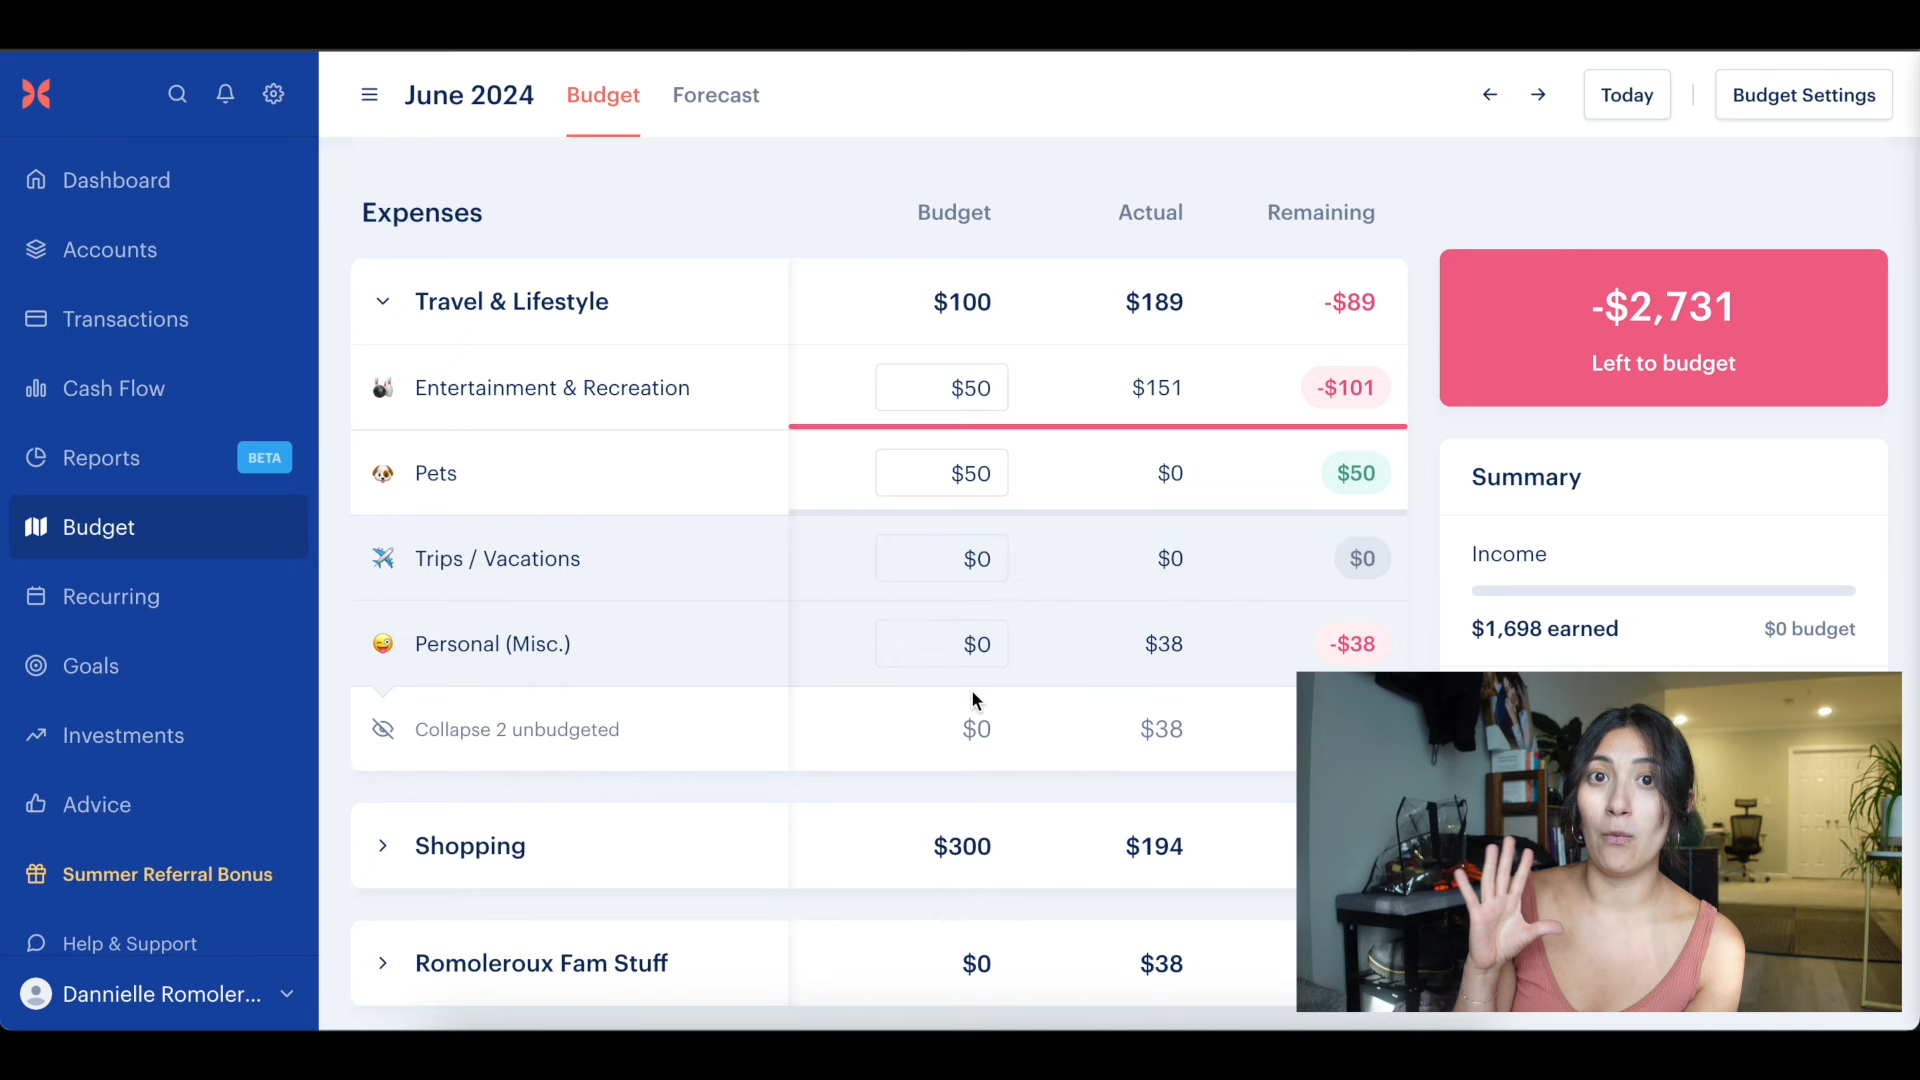 June 2024
Budget
Forecast
Today
Budget Settings
Dashboard
Accounts
Transactions
Cash Flow
Reports
BETA
Budget
Recurring
Goals
Investments
Advice
Summer Referral Bonus
Help & Support
Dannielle Romoler...
Expenses Budget Actual Remaining
Travel & Lifestyle $100 $189 -$89
Entertainment & Recreation $50 $151 -$101
Pets $50 $0 $50
Trips / Vacations $0 $0 $0
Personal (Misc.) $0 $38 -$38
Collapse 2 unbudgeted $0 $38
Shopping $300 $194
Romoleroux Fam Stuff $0 $38
-$2,731
Left to budget
Summary
Income
$1,698 earned $0 budget